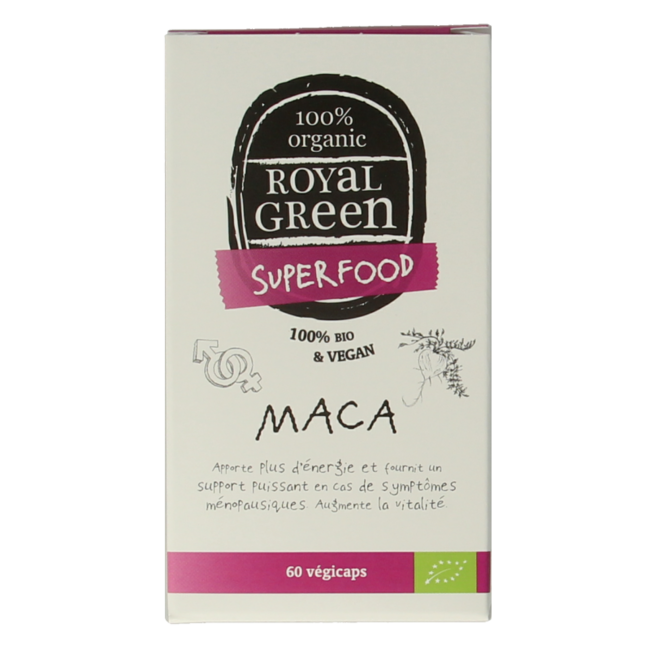 100%
organic
ROYal
GReen
SUPERFOOD
100% BIO
& VEGAN
MACA
Apporte plus d'énergie et fournit un
support puissant en cas de symptômes
ménopausiques. Augmente la vitalité.
60 végicaps